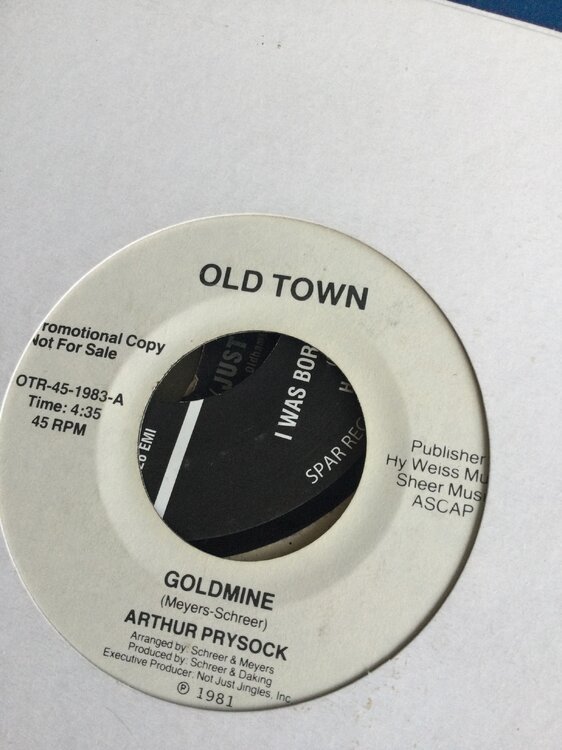 OLD TOWN
romotional Copy
Not For Sale
OTR-45-1983-A
Time: 4:35
45 RPM
JUST
Oldham
I WAS BOR
SPAR REC
EMI
Publisher
Hy Weiss Mu
Sheer Mus
ASCAP
GOLDMINE
(Meyers-Schreer)
ARTHUR PRYSOCK
Arranged by: Schreer & Meyers
Produced by: Schreer & Daking
Executive Producer: Not Just Jingles, Inc.
℗ 1981